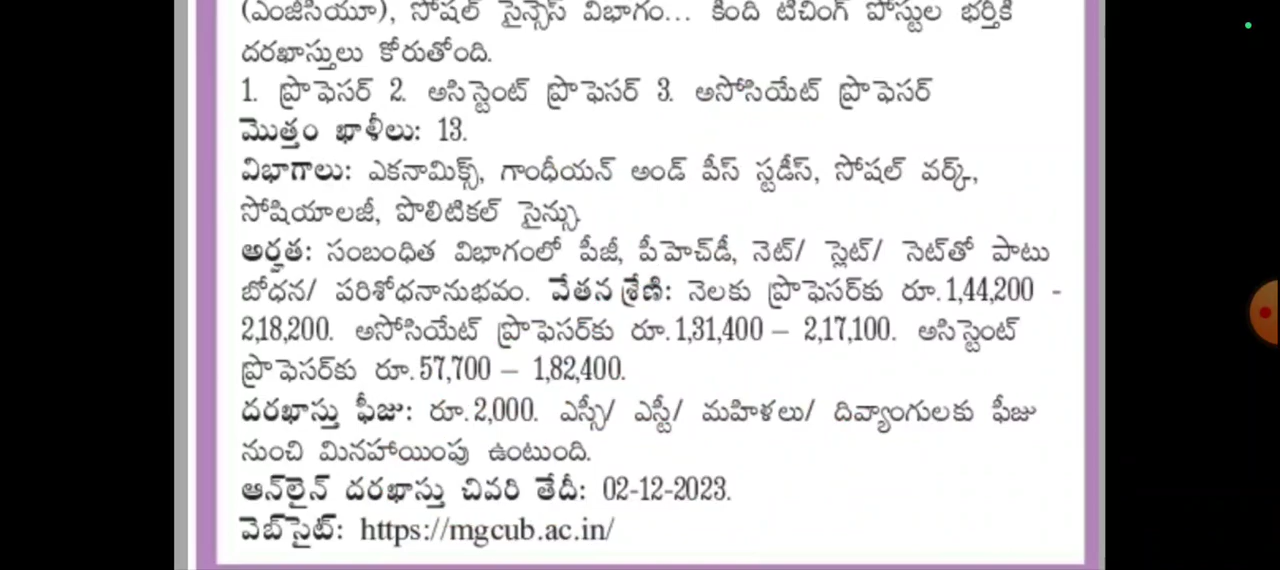 (ఎంజీసీయూ), సోషల్ సైన్సెస్ విభాగం... కింది టీచింగ్ పోస్టుల భర్తీకి
దరఖాస్తులు కోరుతోంది.
1. ప్రొఫెసర్ 2. అసిస్టెంట్ ప్రొఫెసర్ 3. అసోసియేట్ ప్రొఫెసర్
మొత్తం ఖాళీలు: 13.
విభాగాలు: ఎకనామిక్స్, గాంధీయన్ అండ్ పీస్ స్టడీస్, సోషల్ వర్క్,
సోషియాలజీ, పొలిటికల్ సైన్సు
అర్హత: సంబంధిత విభాగంలో పీజీ, పీహెచ్‌డీ, నెట్/ స్లెట్/ సెట్‌తో పాటు
బోధన/ పరిశోధనానుభవం. వేతన శ్రేణి: నెలకు ప్రొఫెసర్‌కు రూ.1,44,200 -
2,18,200. అసోసియేట్ ప్రొఫెసర్‌కు రూ.1,31,400 – 2,17,100. అసిస్టెంట్
ప్రొఫెసర్‌కు రూ.57,700 – 1,82,400.
దరఖాస్తు ఫీజు: రూ.2,000. ఎస్సీ/ ఎస్టీ/ మహిళలు/ దివ్యాంగులకు ఫీజు
నుంచి మినహాయింపు ఉంటుంది.
ఆన్‌లైన్ దరఖాస్తు చివరి తేదీ: 02-12-2023.
వెబ్‌సైట్: https://mgcub.ac.in/